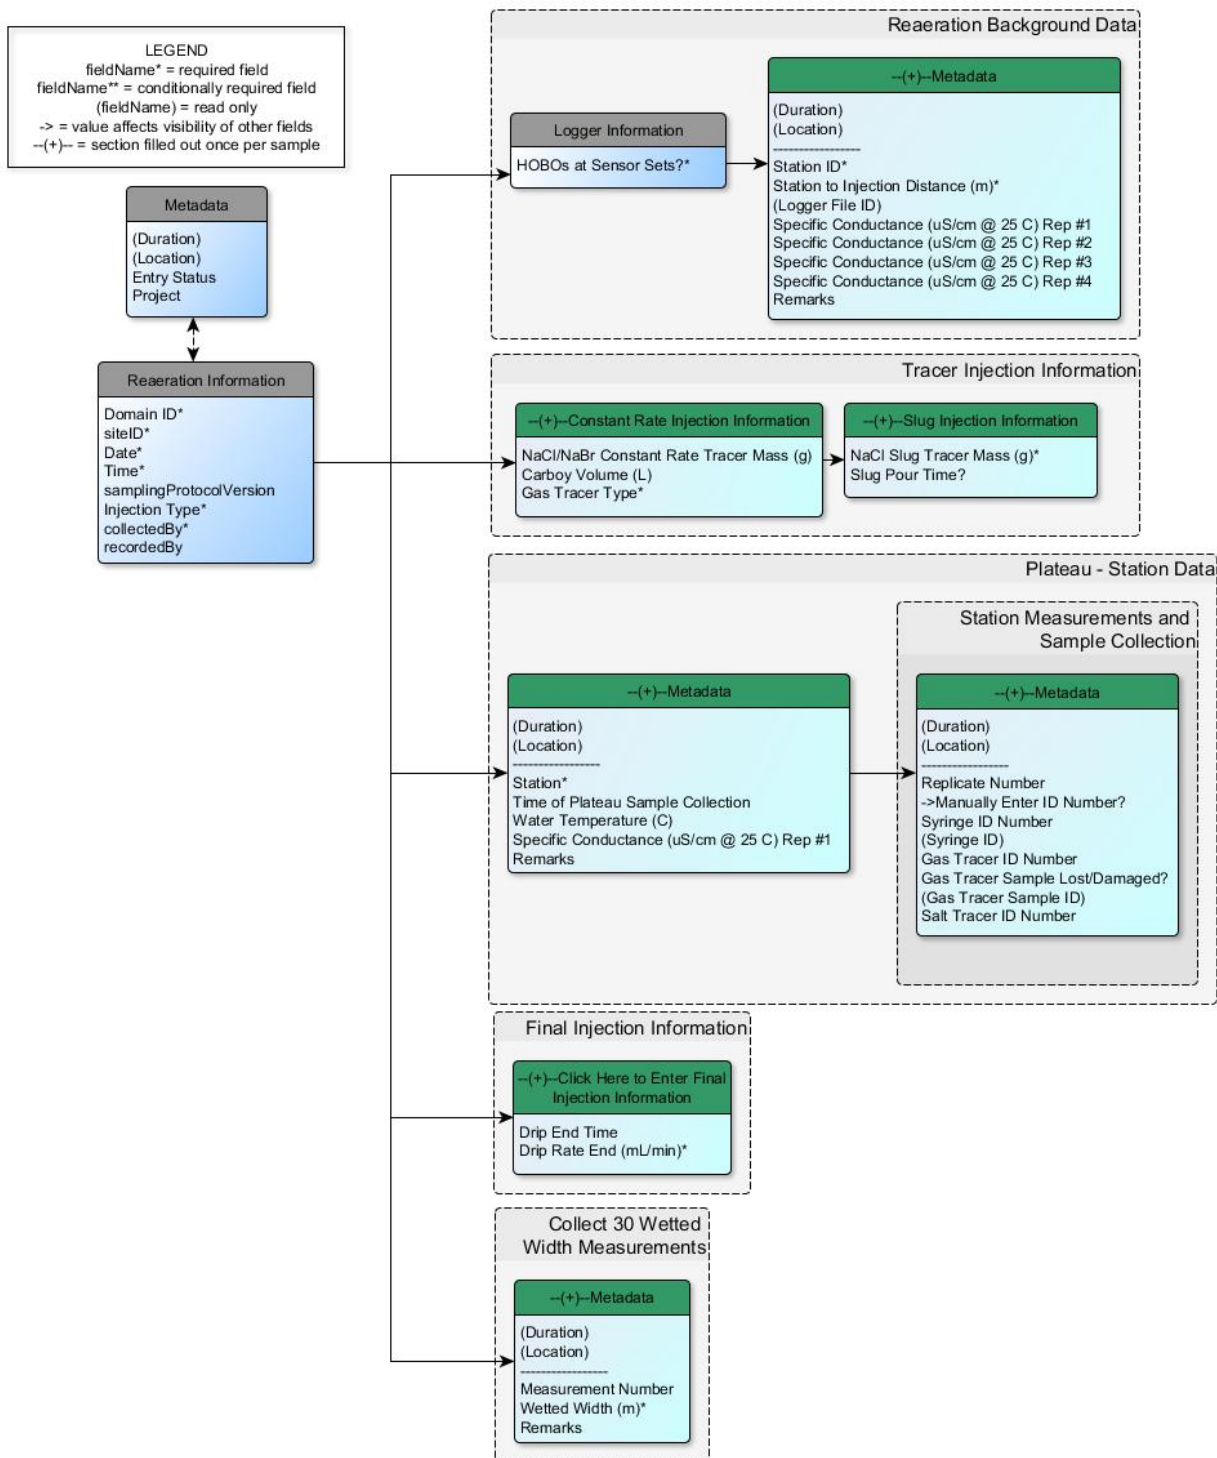 LEGEND
fieldName* = required field
fieldName** = conditionally required field
(fieldName) = read only
-> = value affects visibility of other fields
--(+)-- = section filled out once per sample
Metadata
(Duration)
(Location)
Entry Status
Project
Reaeration Information
Domain ID*
siteID*
Date*
Time*
samplingProtocolVersion
Injection Type*
collectedBy*
recordedBy
Reaeration Background Data
Logger Information
HOBOs at Sensor Sets?*
--(+)--Metadata
(Duration)
(Location)
-----------------
Station ID*
Station to Injection Distance (m)*
(Logger File ID)
Specific Conductance (uS/cm @ 25 C) Rep #1
Specific Conductance (uS/cm @ 25 C) Rep #2
Specific Conductance (uS/cm @ 25 C) Rep #3
Specific Conductance (uS/cm @ 25 C) Rep #4
Remarks
Tracer Injection Information
--(+)--Constant Rate Injection Information
NaCl/NaBr Constant Rate Tracer Mass (g)
Carboy Volume (L)
Gas Tracer Type*
--(+)--Slug Injection Information
NaCl Slug Tracer Mass (g)*
Slug Pour Time?
Plateau - Station Data
--(+)--Metadata
(Duration)
(Location)
-----------------
Station*
Time of Plateau Sample Collection
Water Temperature (C)
Specific Conductance (uS/cm @ 25 C) Rep #1
Remarks
Station Measurements and
Sample Collection
--(+)--Metadata
(Duration)
(Location)
-----------------
Replicate Number
->Manually Enter ID Number?
Syringe ID Number
(Syringe ID)
Gas Tracer ID Number
Gas Tracer Sample Lost/Damaged?
(Gas Tracer Sample ID)
Salt Tracer ID Number
Final Injection Information
--(+)--Click Here to Enter Final
Injection Information
Drip End Time
Drip Rate End (mL/min)*
Collect 30 Wetted
Width Measurements
--(+)--Metadata
(Duration)
(Location)
-----------------
Measurement Number
Wetted Width (m)*
Remarks